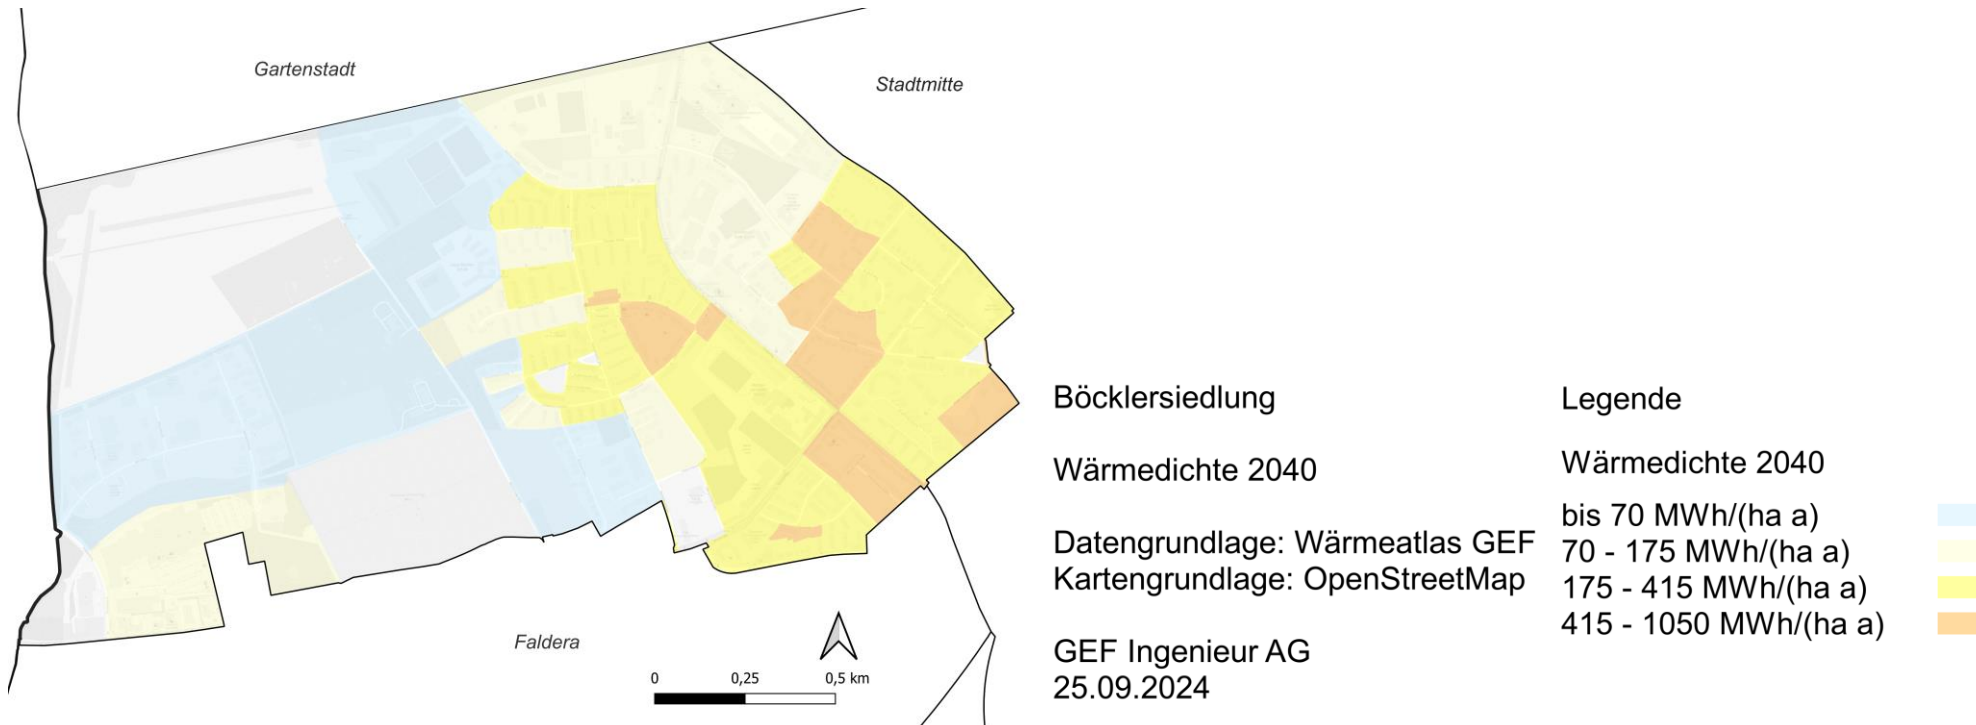 Gartenstadt
Stadtmitte
Faldera
0 0,25 0,5 km
Böcklersiedlung
Wärmedichte 2040
Datengrundlage: Wärmeatlas GEF
Kartengrundlage: OpenStreetMap
GEF Ingenieur AG
25.09.2024
Legende
Wärmedichte 2040
bis 70 MWh/(ha a)
70 - 175 MWh/(ha a)
175 - 415 MWh/(ha a)
415 - 1050 MWh/(ha a)